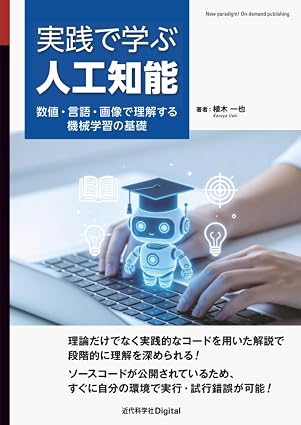 New paradigm! On-demand publishing
実践で学ぶ
人工知能
数値・言語・画像で理解する
機械学習の基礎
著者：植木 一也
Kazuya Ueki
理論だけでなく実践的なコードを用いた解説で
段階的に理解を深められる！
ソースコードが公開されているため、
すぐに自分の環境で実行・試行錯誤が可能！
近代科学社Digital